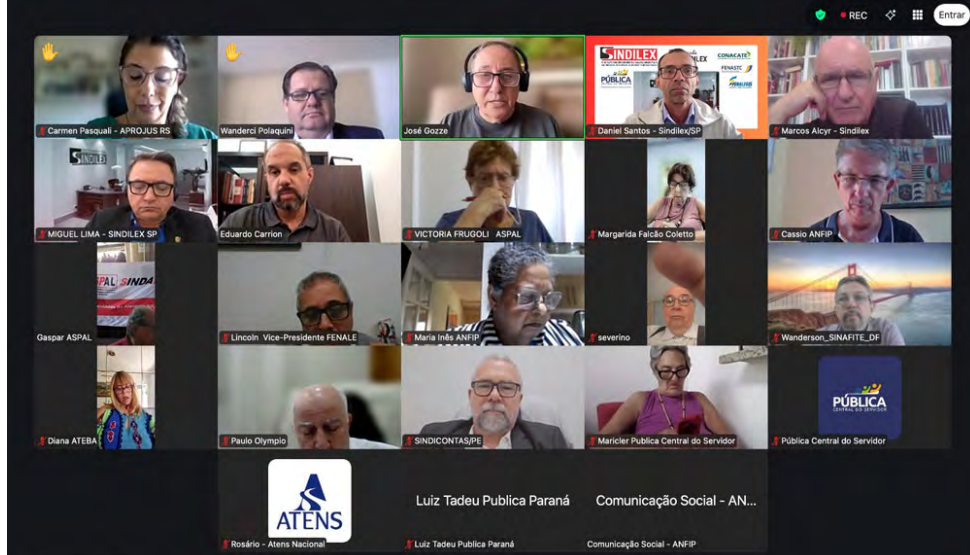 REC
Entrar
Carmen Pasquali - APROJUS RS
Wanderci Polaquini
José Gozze
SINDILEX
PÚBLICA
CONACATE
FENASTC
Daniel Santos - Sindilex/SP
Marcos Alcyr - Sindilex
SINDILEX
MIGUEL LIMA - SINDILEX SP
Eduardo Carrion
VICTORIA FRUGOLI ASPAL
Margarida Falcão Coletto
Cassio ANFIP
Gaspar ASPAL
Lincoln Vice-Presidente FENALE
Maria Inês ANFIP
severino
Wanderson_SINAFITE_DF
Diana ATEBA
Paulo Olympio
SINDICONTAS/PE
Maricler Publica Central do Servidor
PÚBLICA
CENTRAL DO SERVIDOR
Pública Central do Servidor
ATENS
Rosário - Atens Nacional
Luiz Tadeu Publica Paraná
Luiz Tadeu Publica Paraná
Comunicação Social - AN...
Comunicação Social - ANFIP